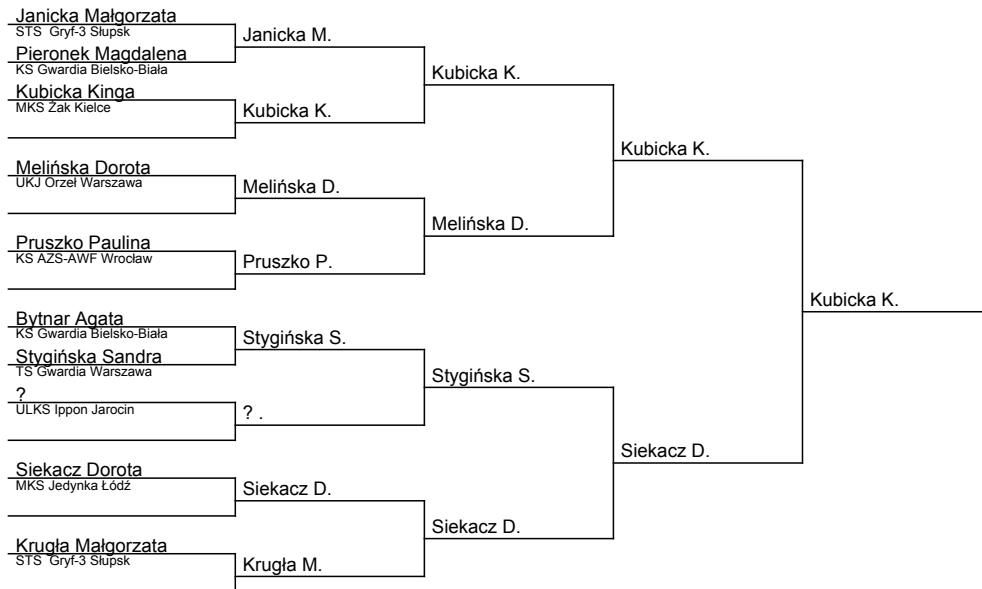 Janicka Małgorzata
STS Gryf-3 Słupsk
Pieronek Magdalena
KS Gwardia Bielsko-Biała
Kubicka Kinga
MKS Żak Kielce
Melińska Dorota
UKJ Orzeł Warszawa
Pruszko Paulina
KS AZS-AWF Wrocław
Bytnar Agata
KS Gwardia Bielsko-Biała
Stygińska Sandra
TS Gwardia Warszawa
?
ULKS Ippon Jarocin
Siekacz Dorota
MKS Jedynka Łódź
Krugła Małgorzata
STS Gryf-3 Słupsk
Janicka M.
Kubicka K.
Melińska D.
Pruszko P.
Stygińska S.
? .
Siekacz D.
Krugła M.
Kubicka K.
Melińska D.
Stygińska S.
Siekacz D.
Kubicka K.
Siekacz D.
Kubicka K.